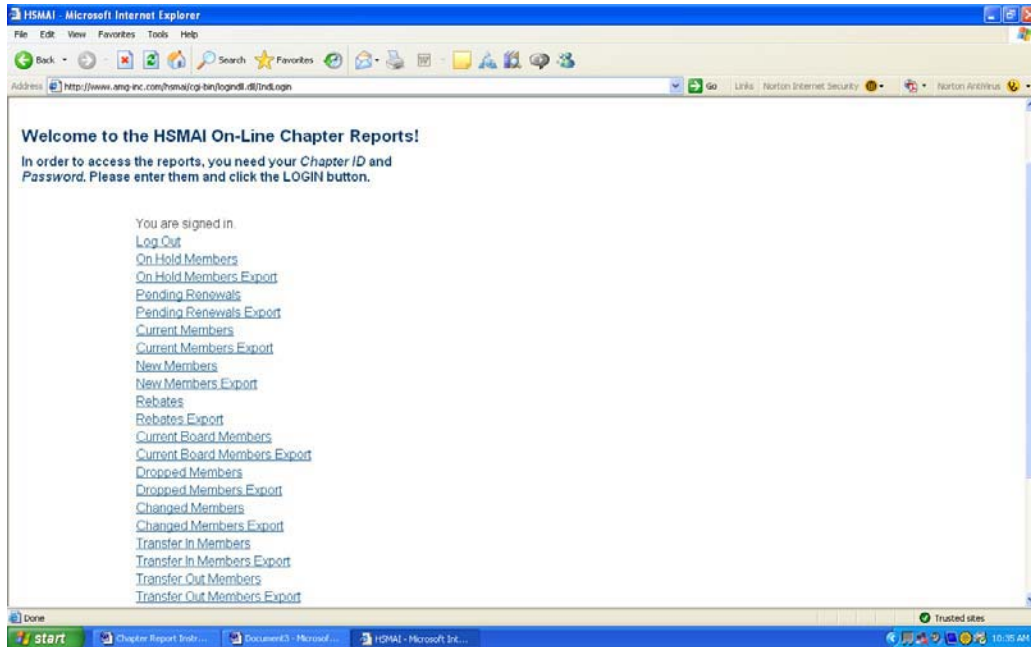 HSMAI - Microsoft Internet Explorer
File Edit View Favorites Tools Help
Back Search Favorites
Address http://www.amg-inc.com/hsmai/cgi-bin/logindll.dll/IndLogin Go Links Norton Internet Security Norton AntiVirus
Welcome to the HSMAI On-Line Chapter Reports!
In order to access the reports, you need your Chapter ID and
Password. Please enter them and click the LOGIN button.
You are signed in.
Log Out
On Hold Members
On Hold Members Export
Pending Renewals
Pending Renewals Export
Current Members
Current Members Export
New Members
New Members Export
Rebates
Rebates Export
Current Board Members
Current Board Members Export
Dropped Members
Dropped Members Export
Changed Members
Changed Members Export
Transfer In Members
Transfer In Members Export
Transfer Out Members
Transfer Out Members Export
Done Trusted sites
start Chapter Report Instr... Document3 - Microsof... HSMAI - Microsoft Int... 10:35 AM